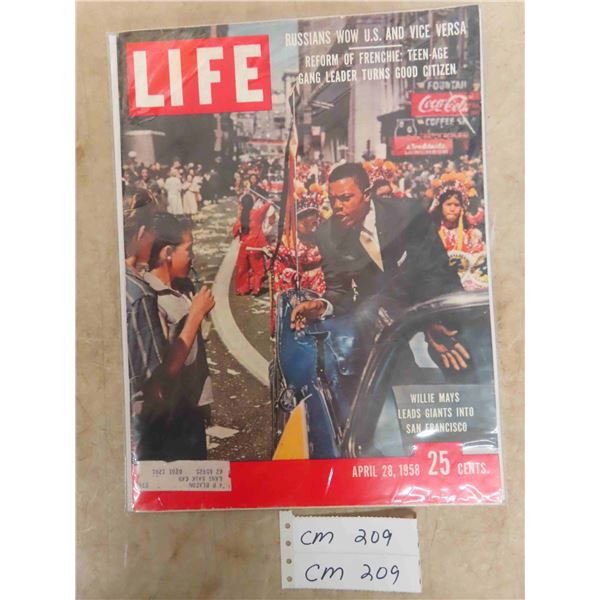 LIFE
RUSSIANS WOW U.S. AND VICE VERSA
REFORM OF FRENCHIE: TEEN-AGE
GANG LEADER TURNS GOOD CITIZEN
FOUNTAIN
Coca-Cola
COFFEE
WILLIE MAYS
LEADS GIANTS INTO
SAN FRANCISCO
APRIL 28, 1958 25 CENTS
CM 209
CM 209